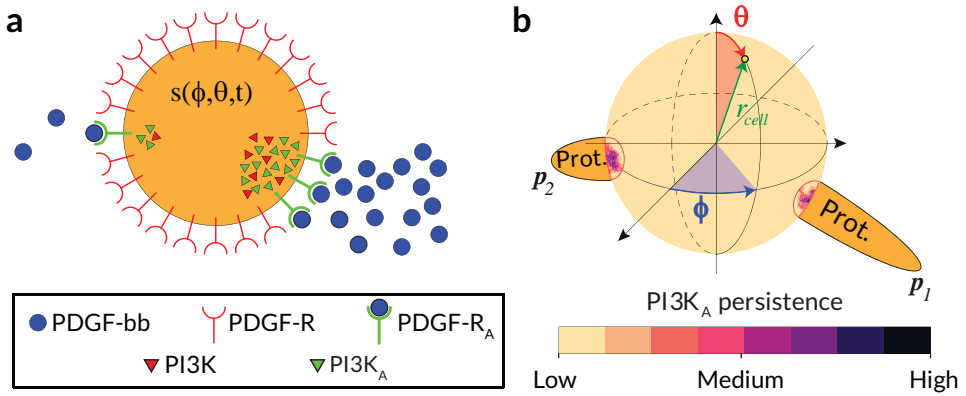 a
s(ϕ,θ,t)
PDGF-bb
PDGF-R
PDGF-R_A
PI3K
PI3K_A
b
θ
r_cell
ϕ
Prot.
p_2
Prot.
p_1
PI3K_A persistence
Low
Medium
High